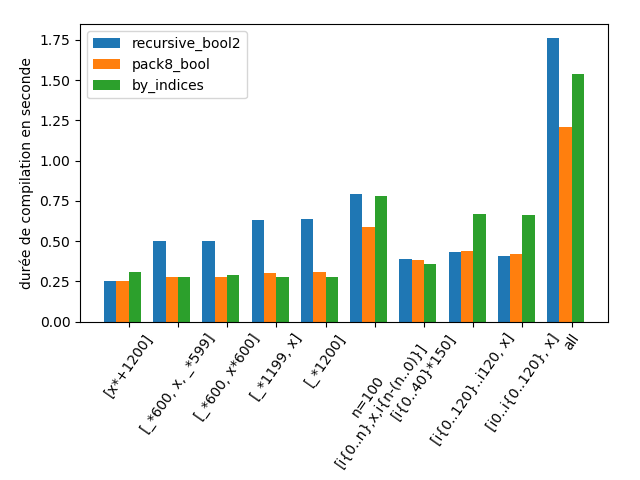 durée de compilation en seconde
1.75
1.50
1.25
1.00
0.75
0.50
0.25
0.00
recursive_bool2
pack8_bool
by_indices
[x*+1200]
[_*600, x, _*599]
[_*600, x*600]
[_*1199, x]
[_*1200]
n=100
[i{0..n},x,i{n-(n..0)}]
[i{0..40}*150]
[i{0..120}..i120, x]
[i0..i{0..120}, x]
all